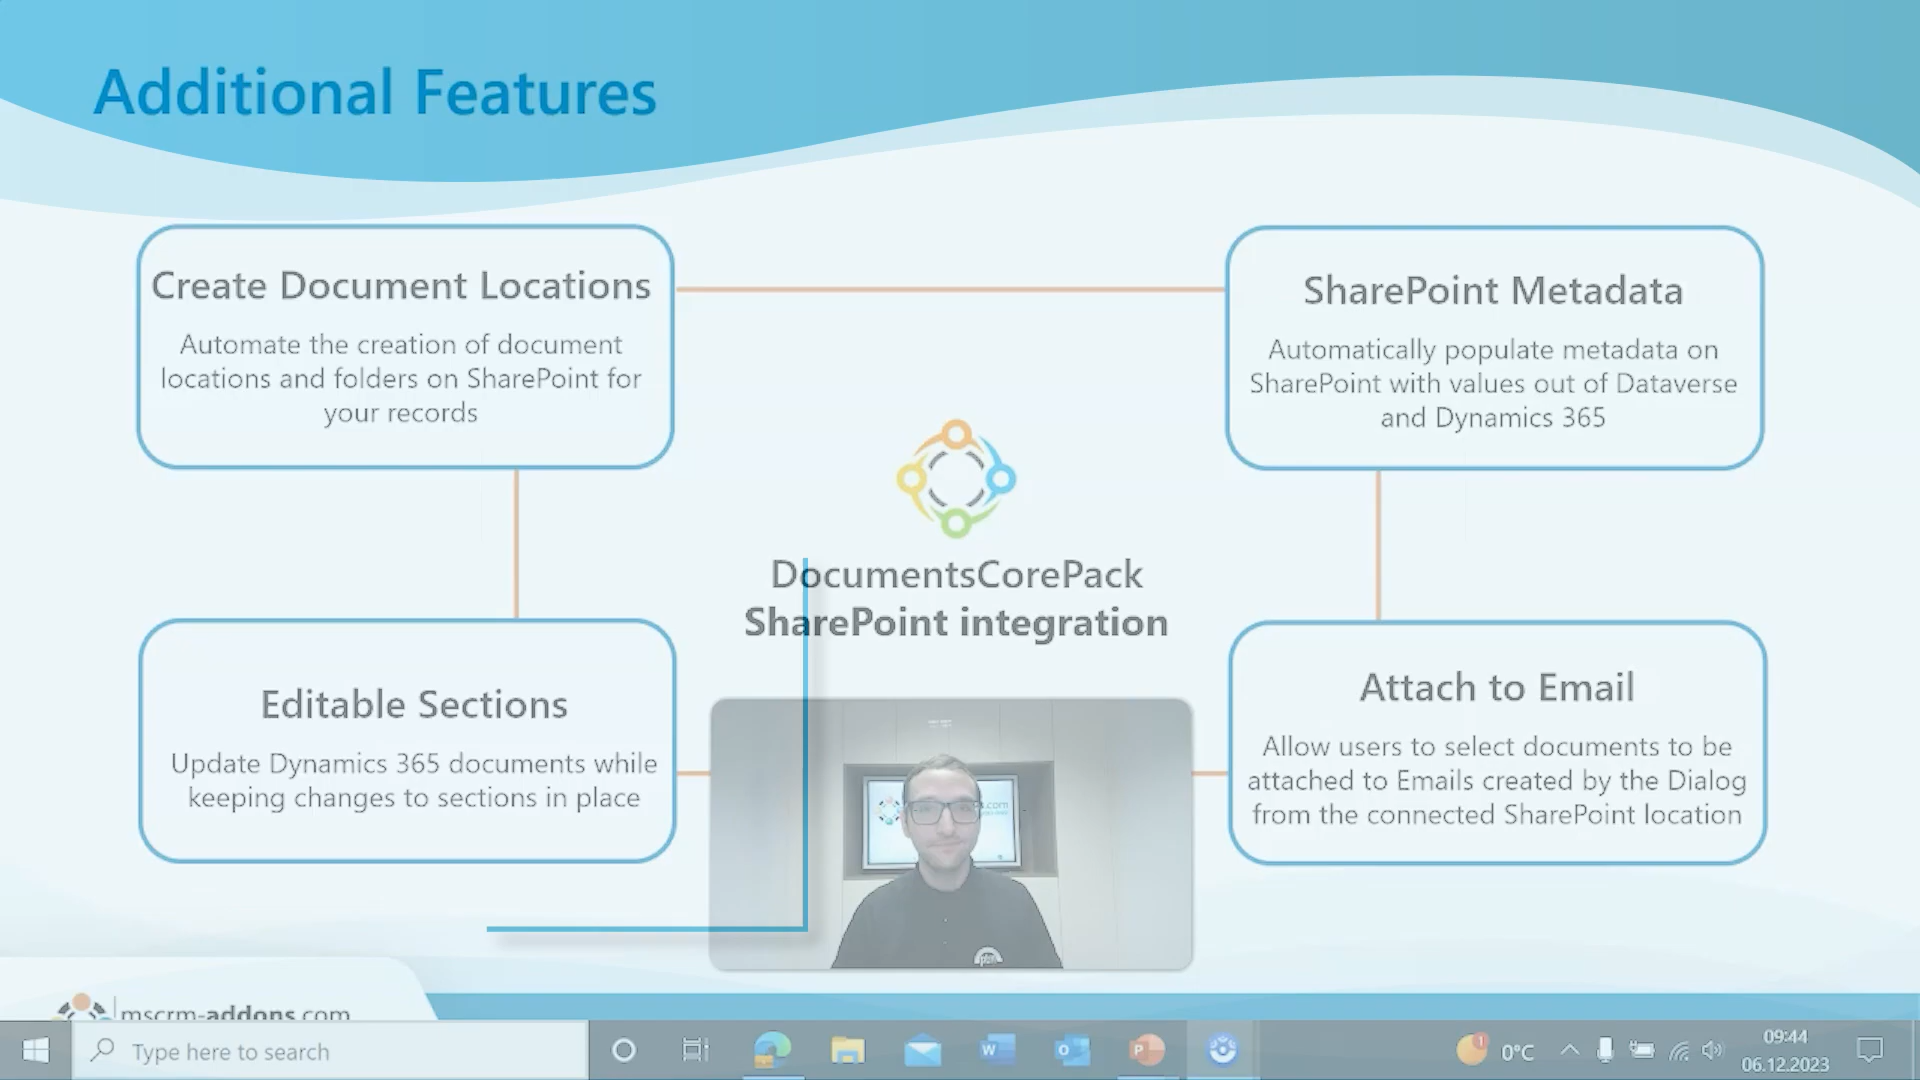 Additional Features
Create Document Locations
Automate the creation of document
locations and folders on SharePoint for
your records
SharePoint Metadata
Automatically populate metadata on
SharePoint with values out of Dataverse
and Dynamics 365
DocumentsCorePack
SharePoint integration
Editable Sections
Update Dynamics 365 documents while
keeping changes to sections in place
Attach to Email
Allow users to select documents to be
attached to Emails created by the Dialog
from the connected SharePoint location
.com
mscrm-addons.com
Type here to search
W
O
P
1
0°C
09:44
06.12.2023